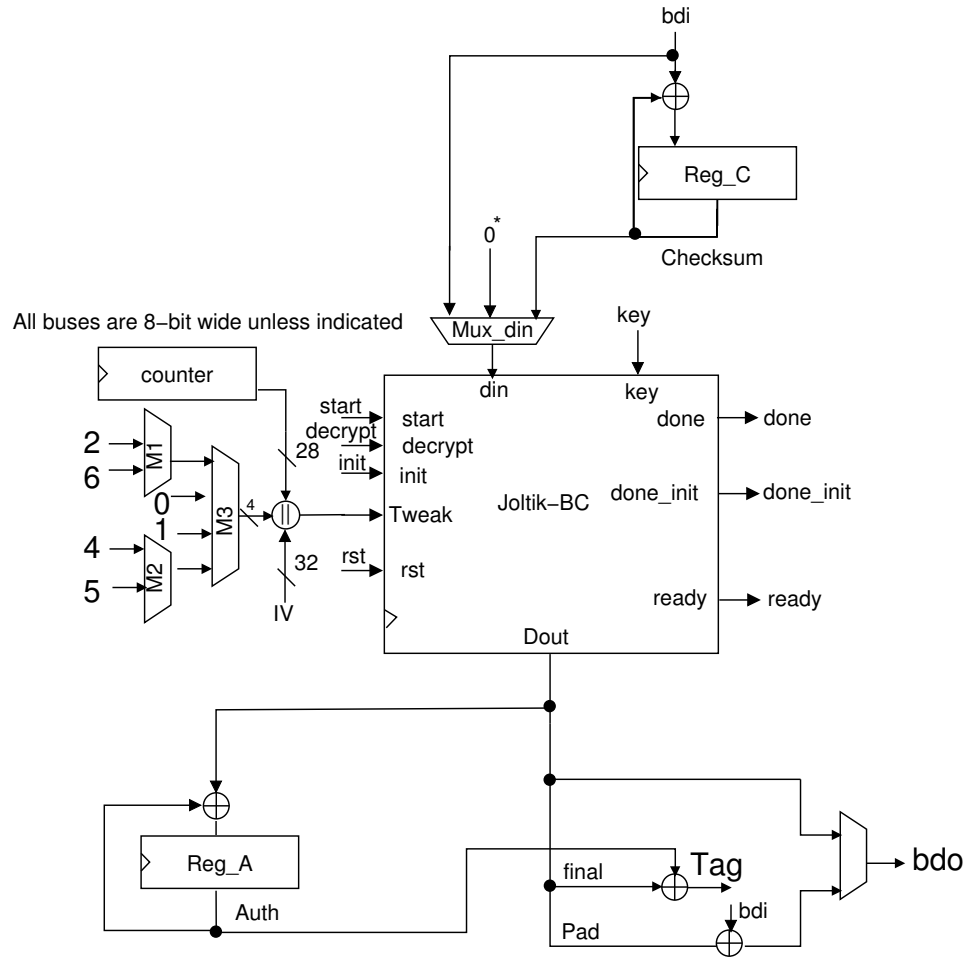 bdi
Reg_C
0*
Checksum
All buses are 8−bit wide unless indicated
Mux_din
key
counter
din
key
start
start
done
done
decrypt
decrypt
2
M1
28
init
init
6
done_init
done_init
Joltik−BC
0
M3
4
||
Tweak
1
4
M2
32
rst
rst
5
ready
ready
IV
Dout
Reg_A
final
Tag
bdo
Auth
bdi
Pad